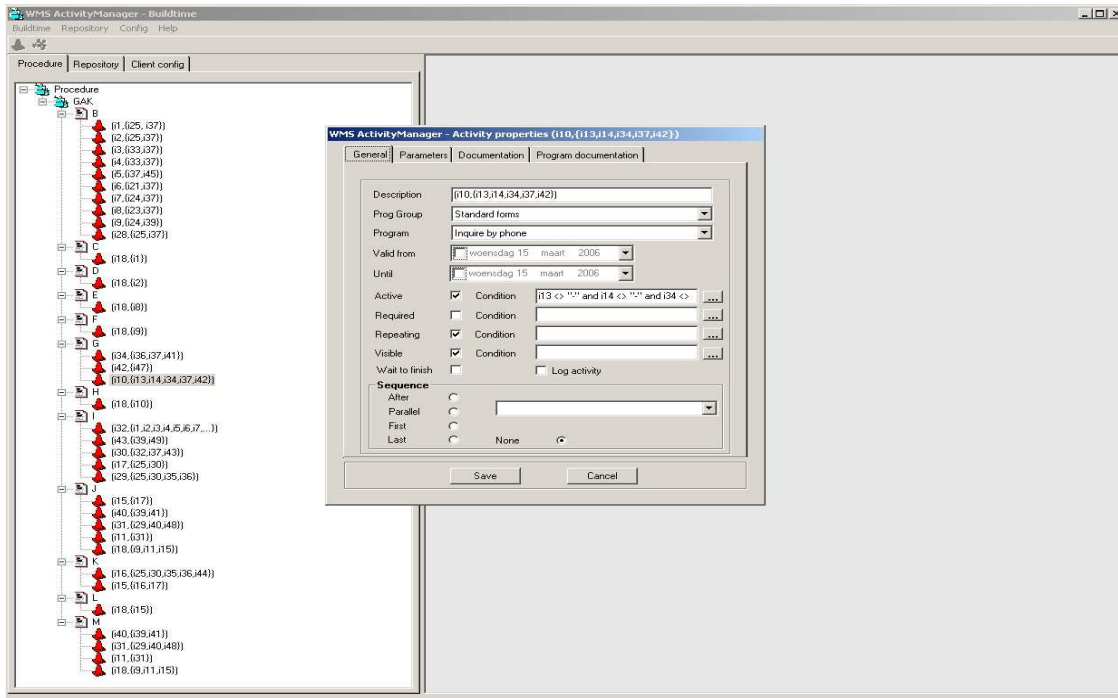 WMS ActivityManager - Buildtime
Buildtime Repository Config Help
Procedure Repository Client config
Procedure
GAK
B
(i1,{i25, i37})
(i2,{i25,i37})
(i3,{i33,i37})
(i4,{i33,i37})
(i5,{i37,i45})
(i6,{i21,i37})
(i7,{i24,i37})
(i8,{i23,i37})
(i9,{i24,i39})
(i28,{i25,i37})
C
(i18,{i1})
D
(i18,{i2})
E
(i18,{i8})
F
(i18,{i9})
G
(i34,{i36,i37,i41})
(i42,{i47})
(i10,{i13,i14,i34,i37,i42})
H
(i18,{i10})
I
(i32,{i1,i2,i3,i4,i5,i6,i7,...})
(i43,{i39,i49})
(i30,{i32,i37,i43})
(i17,{i25,i30})
(i29,{i25,i30,i35,i36})
J
(i15,{i17})
(i40,{i39,i41})
(i31,{i29,i40,i48})
(i11,{i31})
(i18,{i9,i11,i15})
K
(i16,{i25,i30,i35,i36,i44})
(i15,{i16,i17})
L
(i18,{i15})
M
(i40,{i39,i41})
(i31,{i29,i40,i48})
(i11,{i31})
(i18,{i9,i11,i15})
WMS ActivityManager - Activity properties (i10,{i13,i14,i34,i37,i42})
General Parameters Documentation Program documentation
Description (i10,{i13,i14,i34,i37,i42})
Prog Group Standard forms
Program Inquire by phone
Valid from woensdag 15 maart 2006
Until woensdag 15 maart 2006
Active Condition i13 <> "-" and i14 <> "-" and i34 <> ...
Required Condition ...
Repeating Condition ...
Visible Condition ...
Wait to finish Log activity
Sequence
After
Parallel
First
Last None
Save Cancel